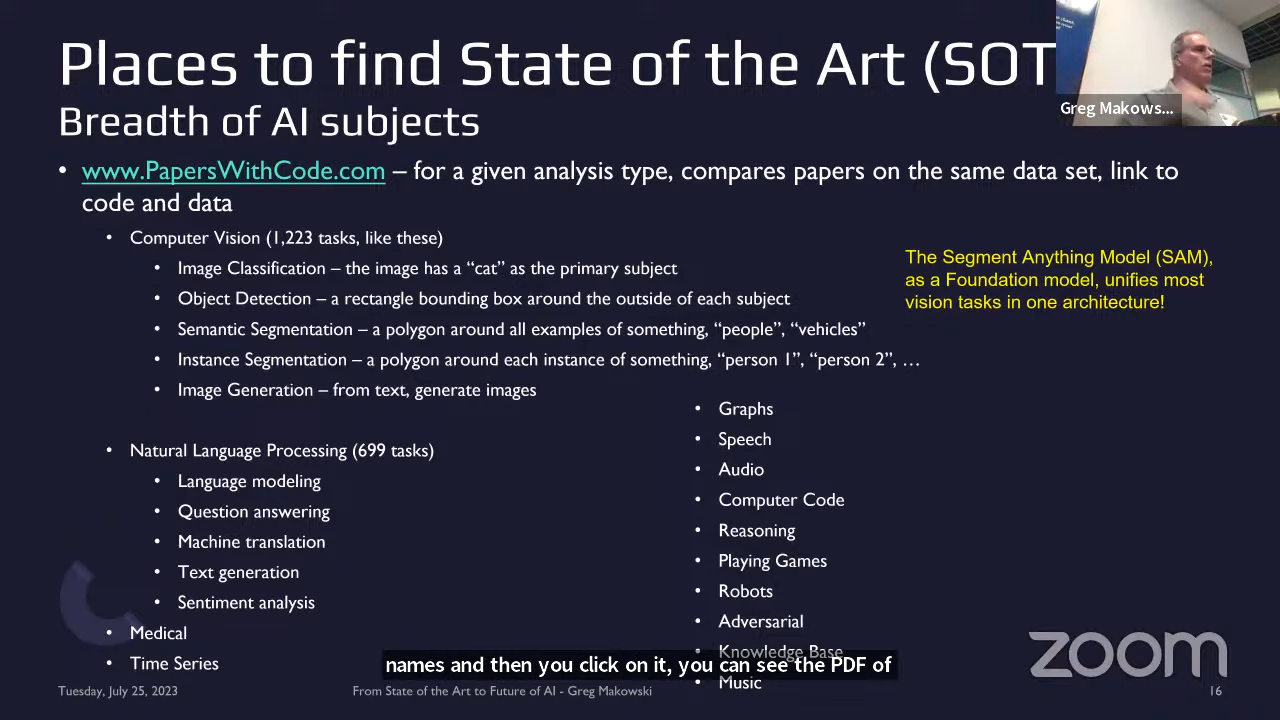 Places to find State of the Art (SOT
Breadth of AI subjects
Greg Makows...
• www.PapersWithCode.com – for a given analysis type, compares papers on the same data set, link to
code and data
• Computer Vision (1,223 tasks, like these)
• Image Classification – the image has a “cat” as the primary subject
• Object Detection – a rectangle bounding box around the outside of each subject
• Semantic Segmentation – a polygon around all examples of something, “people”, “vehicles”
• Instance Segmentation – a polygon around each instance of something, “person 1”, “person 2”, …
• Image Generation – from text, generate images
The Segment Anything Model (SAM),
as a Foundation model, unifies most
vision tasks in one architecture!
• Natural Language Processing (699 tasks)
• Language modeling
• Question answering
• Machine translation
• Text generation
• Sentiment analysis
• Medical
• Time Series
• Graphs
• Speech
• Audio
• Computer Code
• Reasoning
• Playing Games
• Robots
• Adversarial
• Knowledge Base
• Music
names and then you click on it, you can see the PDF of
zoom
Tuesday, July 25, 2023
From State of the Art to Future of AI - Greg Makowski
16